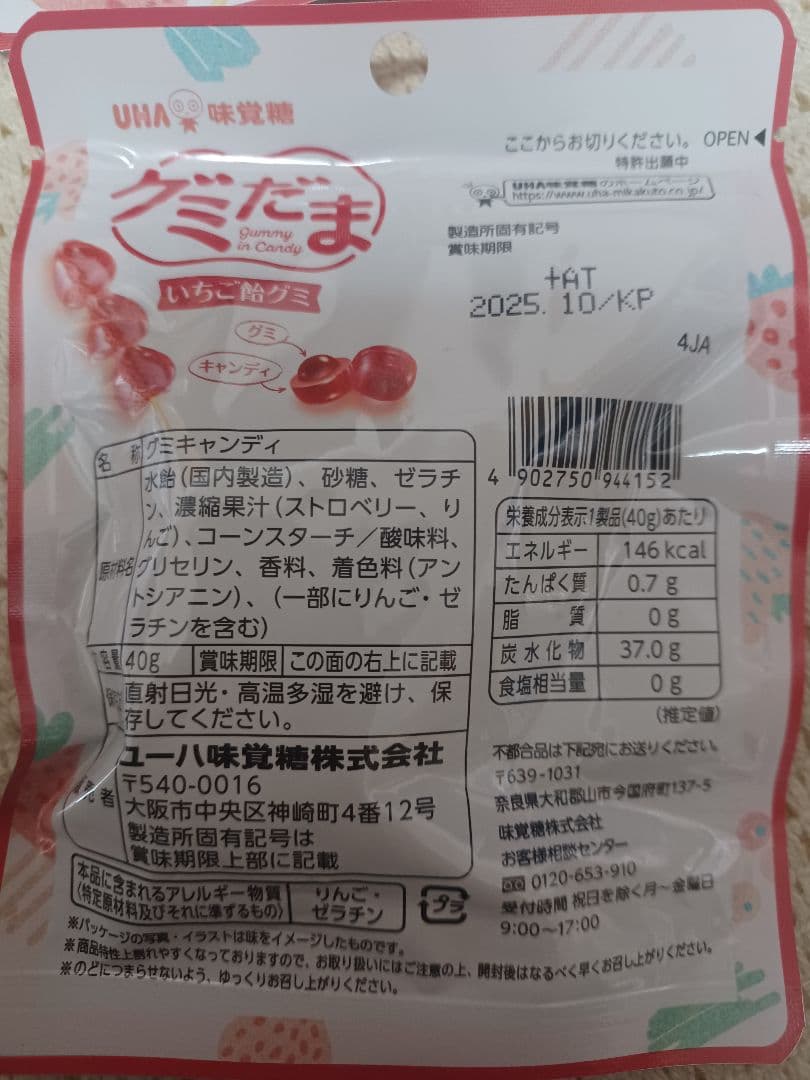 UHA 味覚糖
ここからお切りください。 OPEN◀
特許出願中
UHA味覚糖のホームページ
https://www.uha-mikakuto.co.jp/
グミだま
Gummy
in Candy
いちご飴グミ
グミ
キャンディ
製造所固有記号
賞味期限
+AT
2025. 10/KP
4JA
4 902750 944152
名 称 グミキャンディ
原材料名 水飴(国内製造)、砂糖、ゼラチ
ン、濃縮果汁(ストロベリー、り
んご)、コーンスターチ/酸味料、
グリセリン、香料、着色料(アン
トシアニン)、(一部にりんご・ゼ
ラチンを含む)
容量 40g 賞味期限 この面の右上に記載
直射日光・高温多湿を避け、保
存してください。
売者 ユーハ味覚糖株式会社
〒540-0016
大阪市中央区神崎町4番12号
製造所固有記号は
賞味期限上部に記載
栄養成分表示1製品(40g)あたり
エネルギー 146kcal
たんぱく質 0.7g
脂質 0g
炭水化物 37.0g
食塩相当量 0g
(推定値)
不都合品は下記宛にお送りください。
〒639-1031
奈良県大和郡山市今国府町137-5
味覚糖株式会社
お客様相談センター
0120-653-910
受付時間 祝日を除く月~金曜日
9:00~17:00
本品に含まれるアレルギー物質
(特定原材料及びそれに準ずるもの)
りんご・
ゼラチン
プラ
※パッケージの写真・イラストは味をイメージしたものです。
※商品特性上割れやすくなっておりますので、お取り扱いにはご注意の上、開封後はなるべく早くお召し上がりください。
※のどにつまらせないよう、ゆっくりお召し上がりください。